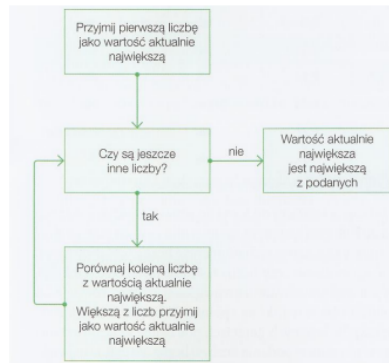 Przyjmij pierwszą liczbę
jako wartość aktualnie
największą
Czy są jeszcze
inne liczby?
nie
Wartość aktualnie
największa
jest największą
z podanych
tak
Porównaj kolejną liczbę
z wartością aktualnie
największą.
Większą z liczb przyjmij
jako wartość aktualnie
największą